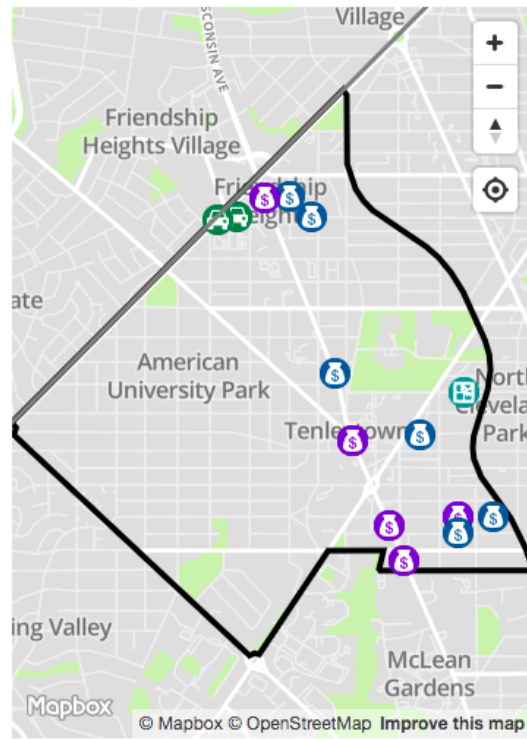 Village
SCONSIN AVE
Friendship
Heights Village
Friendship
Heights
ate
American
University Park
North
Cleveland
Park
Tenleytown
ing Valley
McLean
Gardens
Mapbox
© Mapbox © OpenStreetMap Improve this map